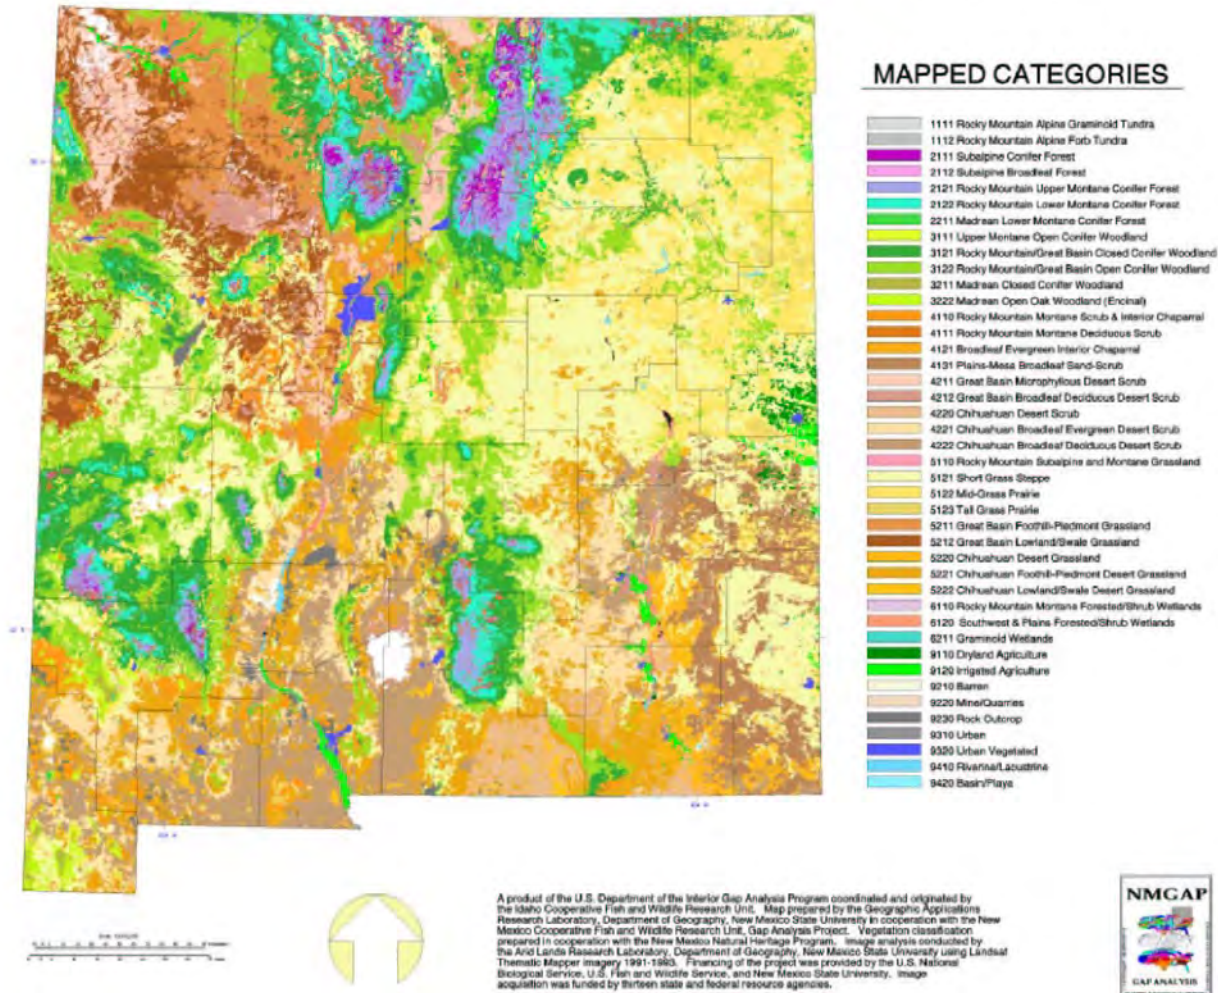 MAPPED CATEGORIES
1111 Rocky Mountain Alpine Graminoid Tundra
1112 Rocky Mountain Alpine Forb Tundra
2111 Subalpine Conifer Forest
2112 Subalpine Broadleaf Forest
2121 Rocky Mountain Upper Montane Conifer Forest
2122 Rocky Mountain Lower Montane Conifer Forest
2211 Madrean Lower Montane Conifer Forest
3111 Upper Montane Open Conifer Woodland
3121 Rocky Mountain/Great Basin Closed Conifer Woodland
3122 Rocky Mountain/Great Basin Open Conifer Woodland
3211 Madrean Closed Conifer Woodland
3222 Madrean Open Oak Woodland (Encinal)
4110 Rocky Mountain Montane Scrub & Interior Chaparral
4111 Rocky Mountain Montane Deciduous Scrub
4121 Broadleaf Evergreen Interior Chaparral
4131 Plains-Mesa Broadleaf Sand-Scrub
4211 Great Basin Microphyllous Desert Scrub
4212 Great Basin Broadleaf Deciduous Desert Scrub
4220 Chihuahuan Desert Scrub
4221 Chihuahuan Broadleaf Evergreen Desert Scrub
4222 Chihuahuan Broadleaf Deciduous Desert Scrub
5110 Rocky Mountain Subalpine and Montane Grassland
5121 Short Grass Steppe
5122 Mid-Grass Prairie
5123 Tall Grass Prairie
5211 Great Basin Foothill-Piedmont Grassland
5212 Great Basin Lowland/Swale Grassland
5220 Chihuahuan Desert Grassland
5221 Chihuahuan Foothill-Piedmont Desert Grassland
5222 Chihuahuan Lowland/Swale Desert Grassland
6110 Rocky Mountain Montane Forested/Shrub Wetlands
6120 Southwest & Plains Forested/Shrub Wetlands
6211 Graminoid Wetlands
9110 Dryland Agriculture
9120 Irrigated Agriculture
9210 Barren
9220 Mine/Quarries
9230 Rock Outcrop
9310 Urban
9320 Urban Vegetated
9410 Riverine/Lacustrine
9420 Basin/Playa
A product of the U.S. Department of the Interior Gap Analysis Program coordinated and originated by
the Idaho Cooperative Fish and Wildlife Research Unit. Map prepared by the Geographic Applications
Research Laboratory, Department of Geography, New Mexico State University in cooperation with the New
Mexico Cooperative Fish and Wildlife Research Unit, Gap Analysis Project. Vegetation classification
prepared in cooperation with the New Mexico Natural Heritage Program. Image analysis conducted by
the Arid Lands Research Laboratory, Department of Geography, New Mexico State University using Landsat
Thematic Mapper imagery 1991-1993. Financing of the project was provided by the U.S. National
Biological Service, U.S. Fish and Wildlife Service, and New Mexico State University. Image
acquisition was funded by thirteen state and federal resource agencies.
NMGAP
GAP ANALYSIS